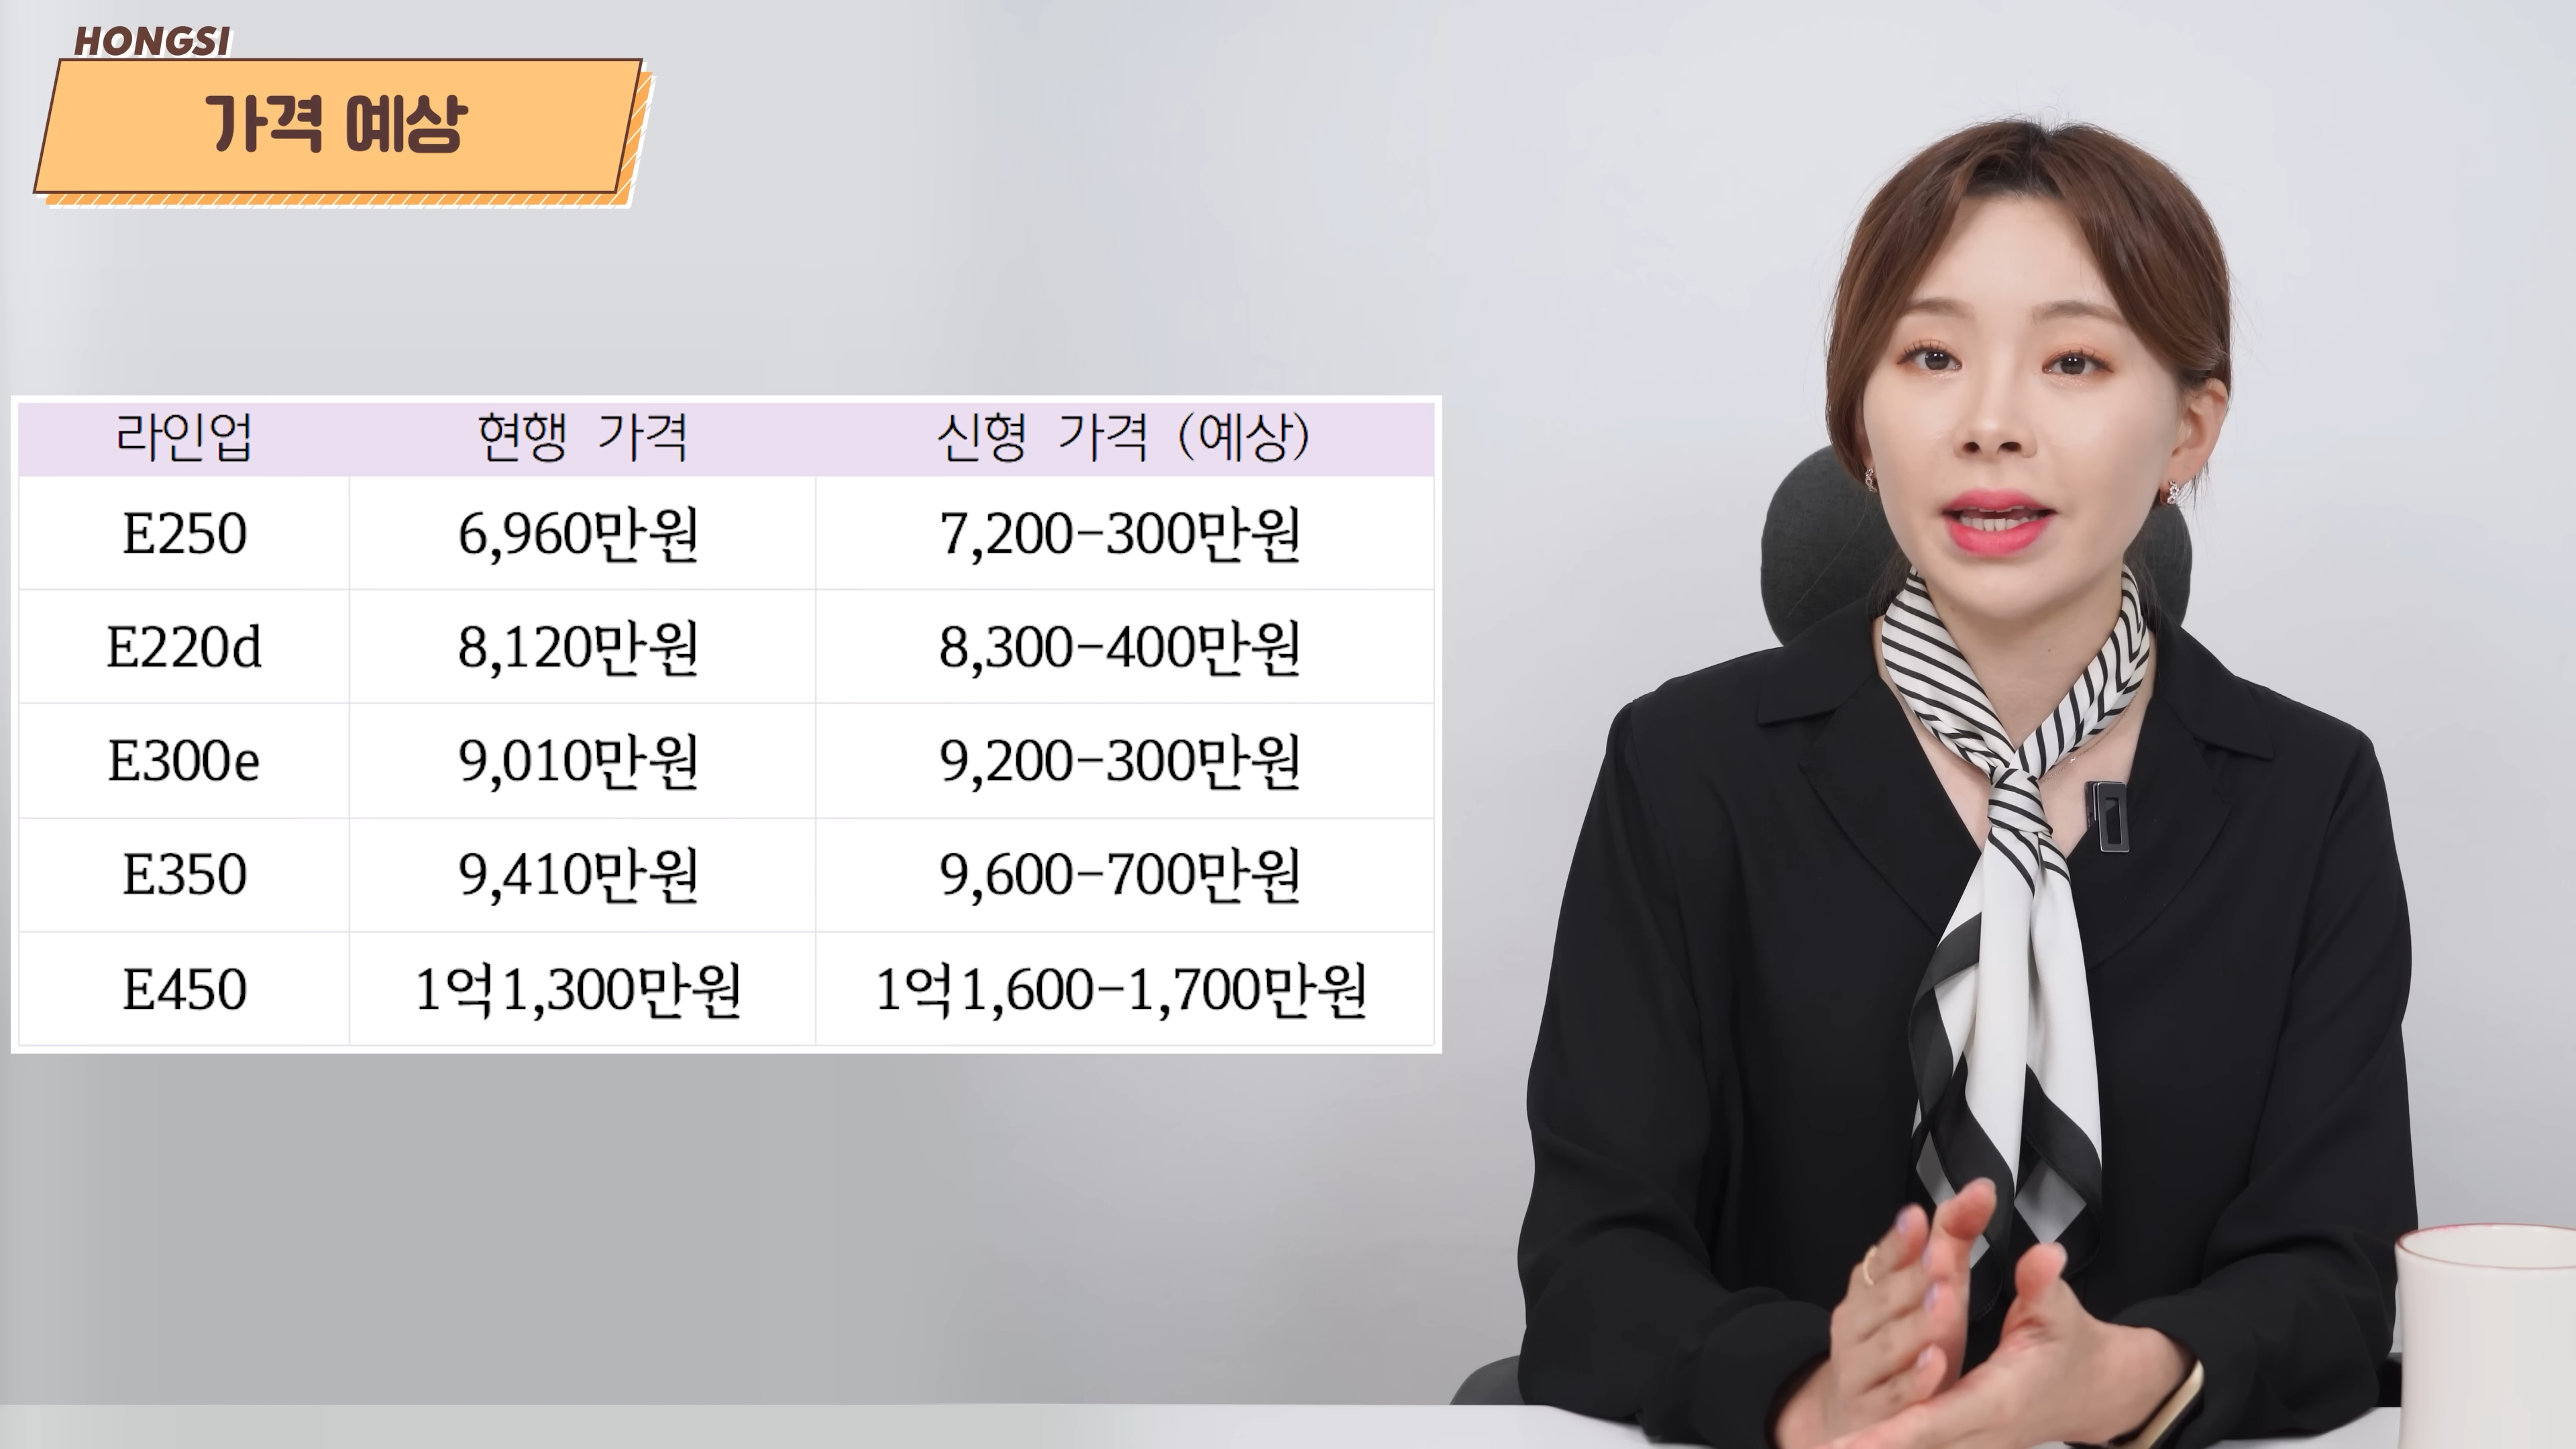 HONGSI
가격 예상
라인업 현행 가격 신형 가격 (예상)
E250 6,960만원 7,200-300만원
E220d 8,120만원 8,300-400만원
E300e 9,010만원 9,200-300만원
E350 9,410만원 9,600-700만원
E450 1억1,300만원 1억1,600-1,700만원